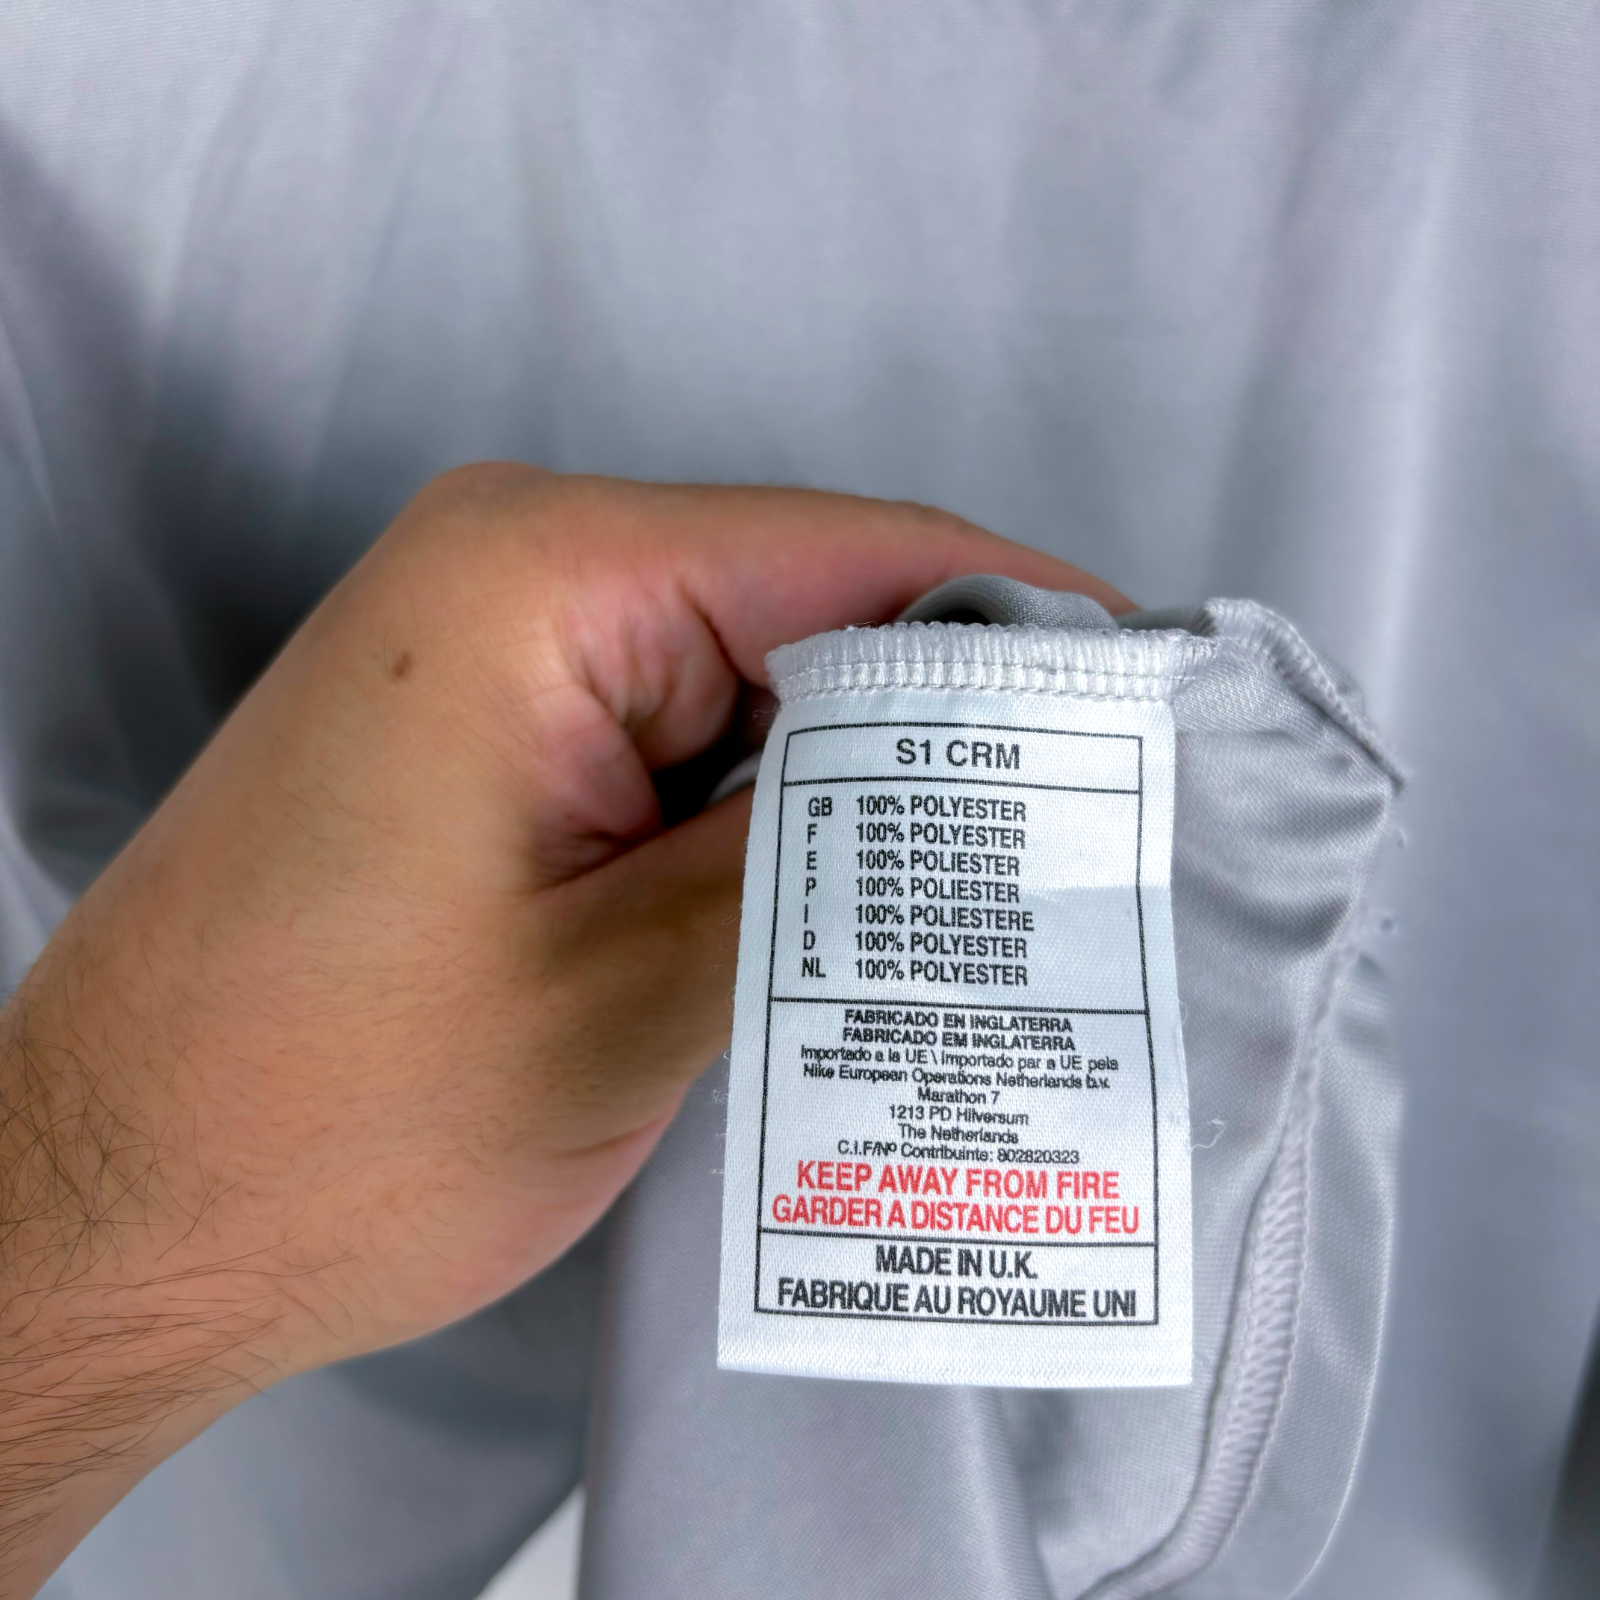 S1 CRM
GB 100% POLYESTER
F 100% POLYESTER
E 100% POLIESTER
P 100% POLIESTER
I 100% POLIESTERE
D 100% POLYESTER
NL 100% POLYESTER
FABRICADO EN INGLATERRA
FABRICADO EM INGLATERRA
Importado a la UE \ Importado par a UE pela
Nike European Operations Netherlands b.v.
Marathon 7
1213 PD Hilversum
The Netherlands
C.I.F/Nº Contribuinte: 802820323
KEEP AWAY FROM FIRE
GARDER A DISTANCE DU FEU
MADE IN U.K.
FABRIQUE AU ROYAUME UNI